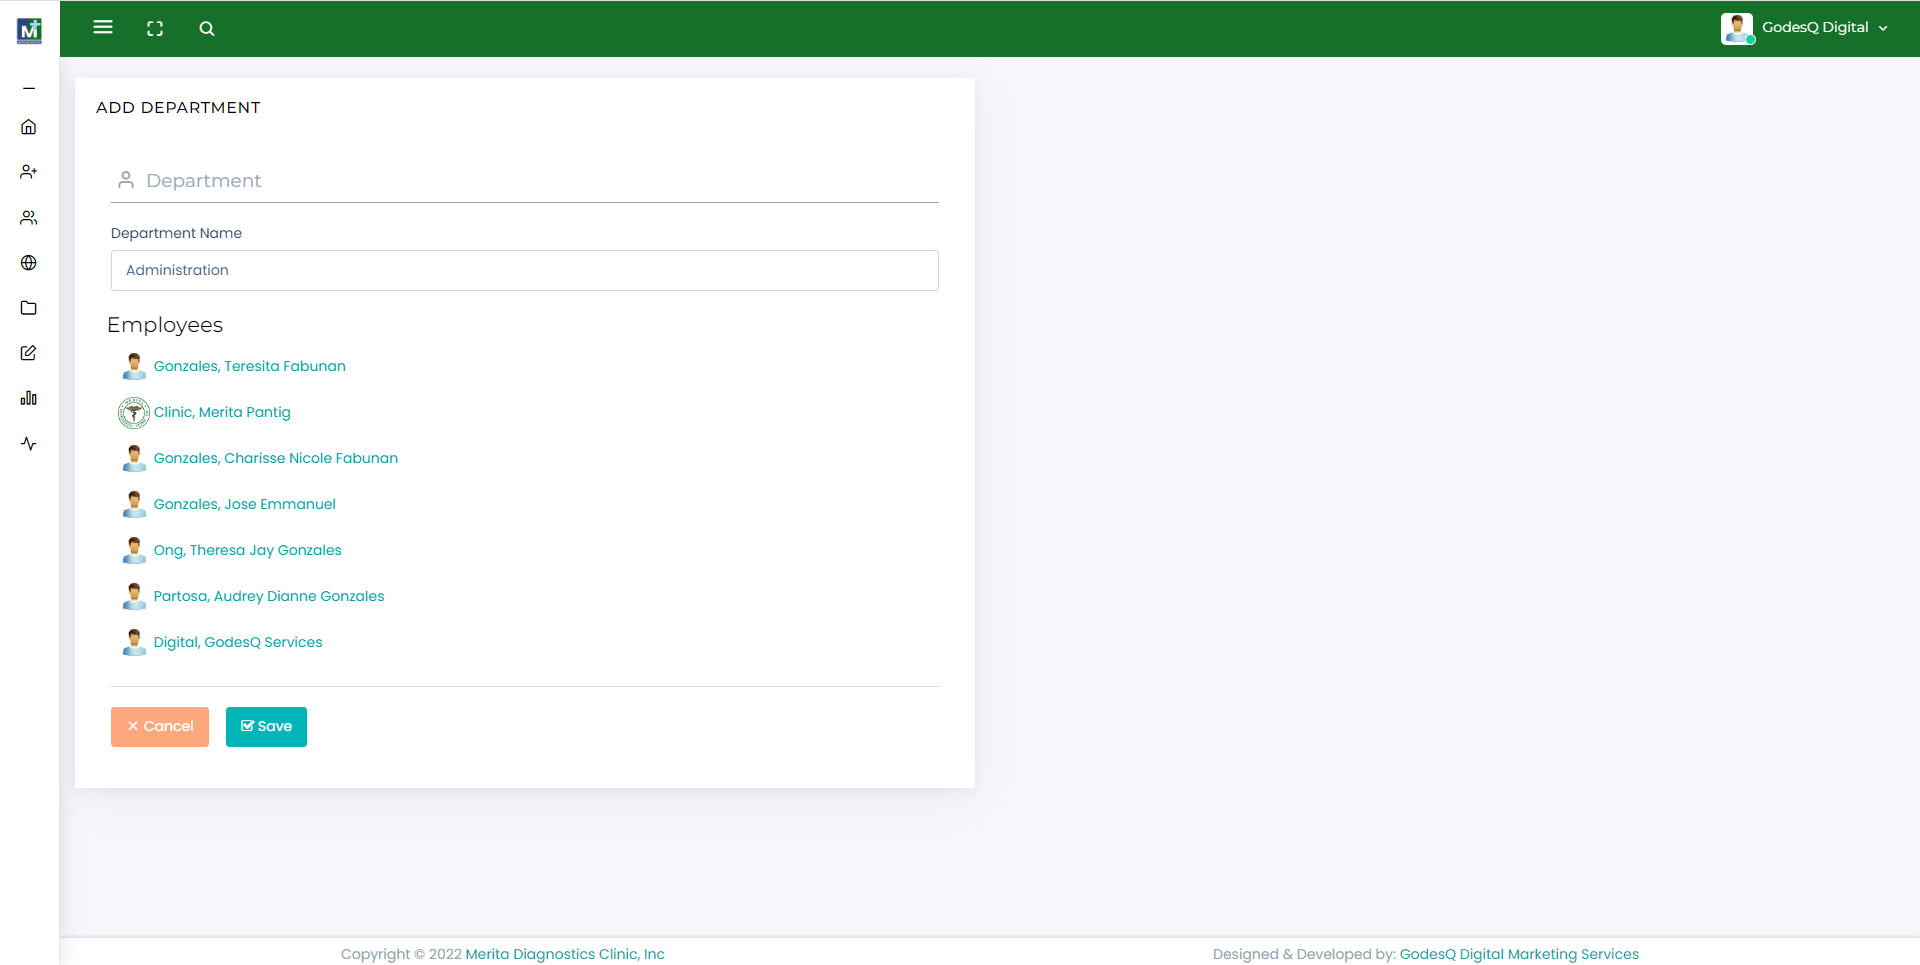 M
GodesQ Digital
ADD DEPARTMENT
Department
Department Name
Administration
Employees
Gonzales, Teresita Fabunan
Clinic, Merita Pantig
Gonzales, Charisse Nicole Fabunan
Gonzales, Jose Emmanuel
Ong, Theresa Jay Gonzales
Partosa, Audrey Dianne Gonzales
Digital, GodesQ Services
Cancel
Save
Copyright © 2022 Merita Diagnostics Clinic, Inc
Designed & Developed by: GodesQ Digital Marketing Services